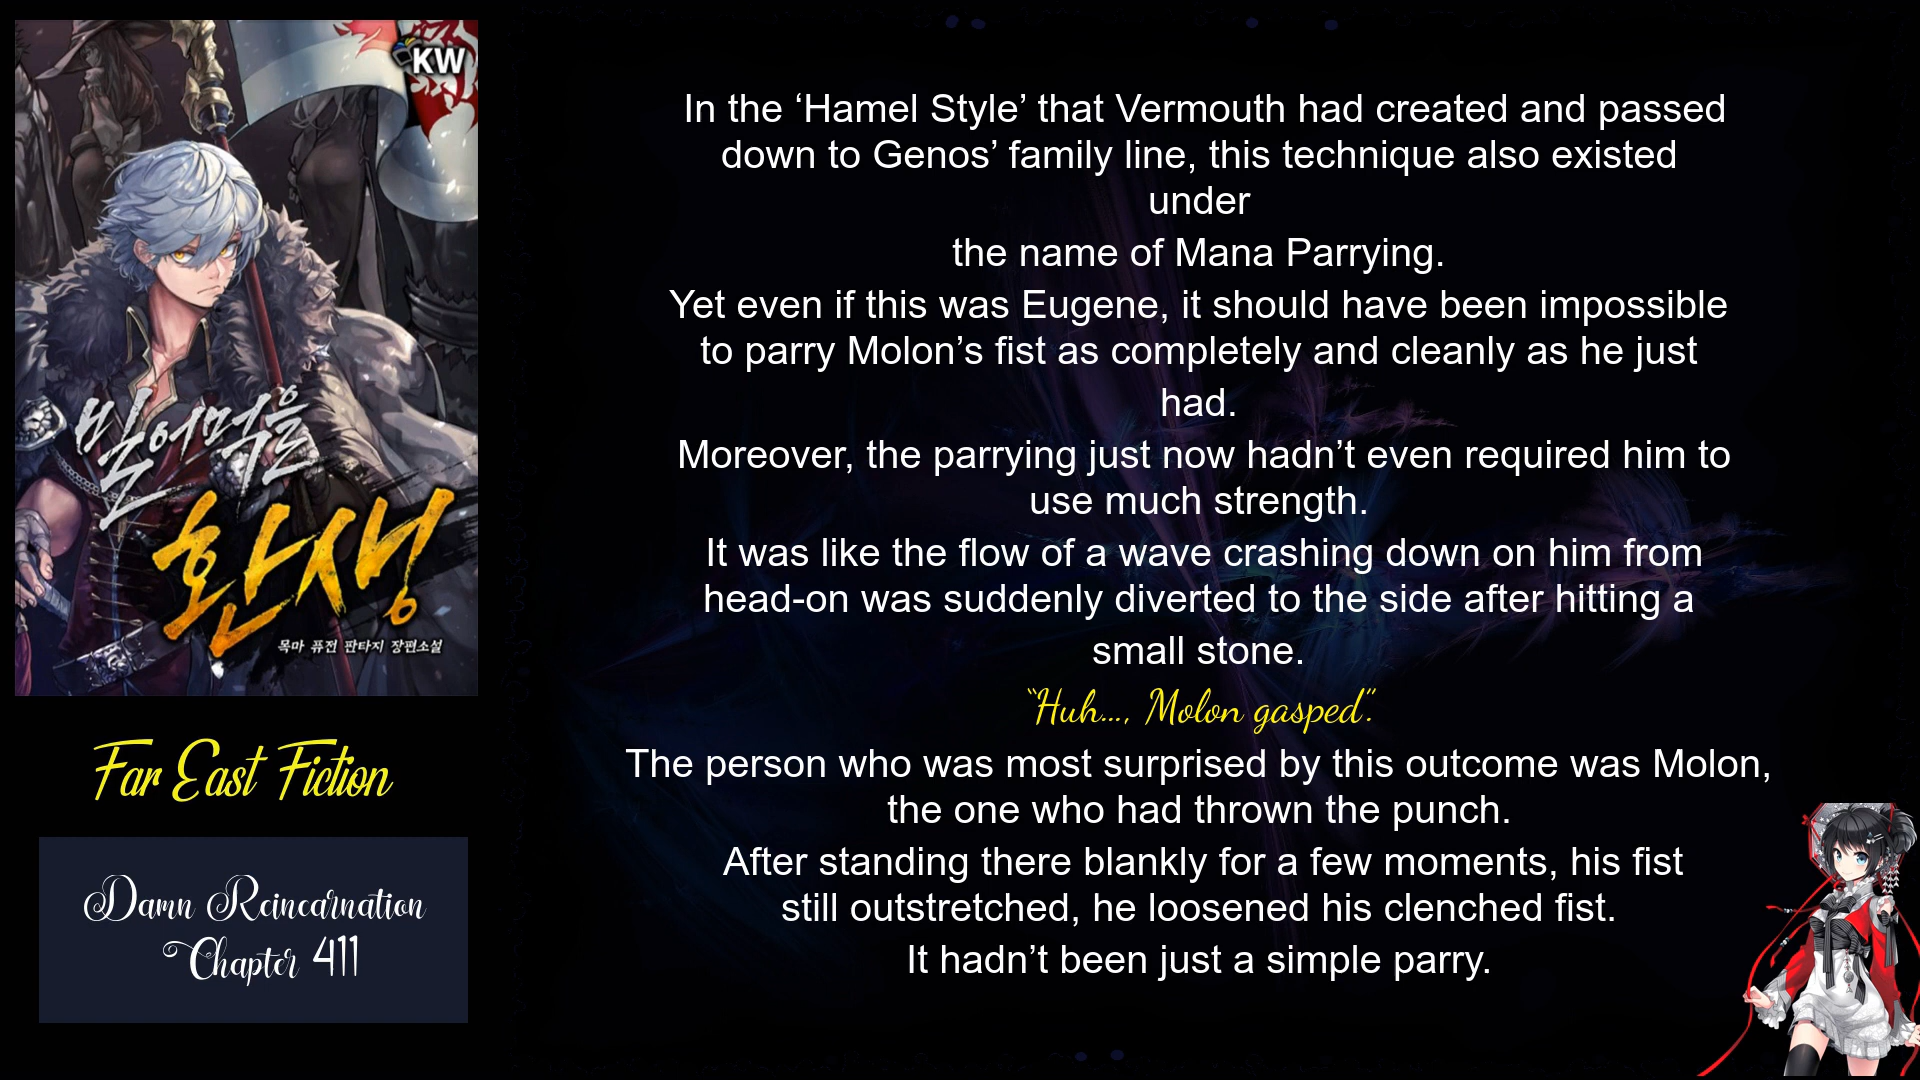 KW
빌어먹을
환생
목마 퓨전 판타지 장편소설
Far East Fiction
Damn Reincarnation
Chapter 411
In the ‘Hamel Style’ that Vermouth had created and passed
down to Genos’ family line, this technique also existed
under
the name of Mana Parrying.
Yet even if this was Eugene, it should have been impossible
to parry Molon’s fist as completely and cleanly as he just
had.
Moreover, the parrying just now hadn’t even required him to
use much strength.
It was like the flow of a wave crashing down on him from
head-on was suddenly diverted to the side after hitting a
small stone.
“Huh…, Molon gasped”.
The person who was most surprised by this outcome was Molon,
the one who had thrown the punch.
After standing there blankly for a few moments, his fist
still outstretched, he loosened his clenched fist.
It hadn’t been just a simple parry.